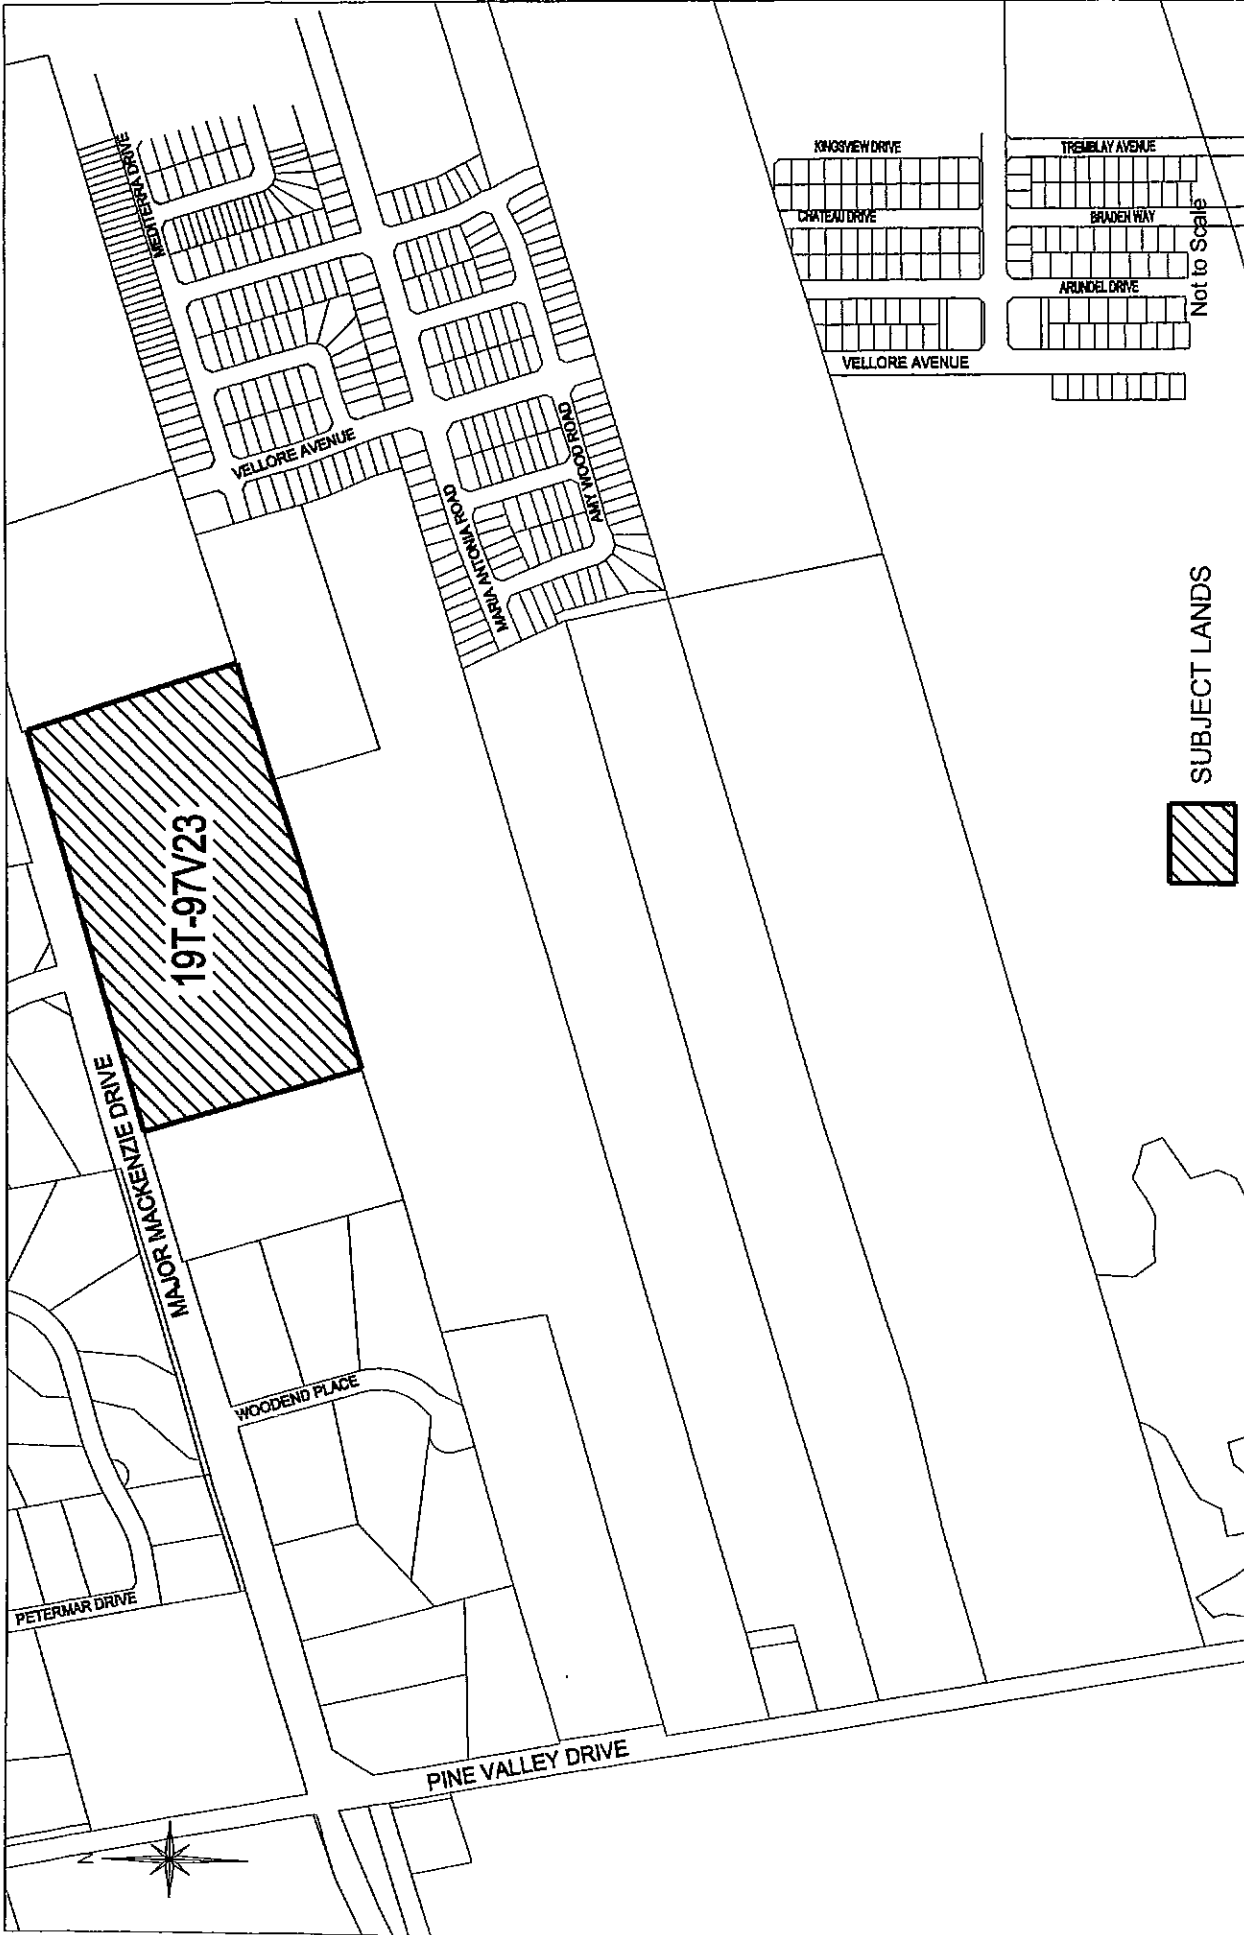 MEDITERRA DRIVE
KINGSVIEW DRIVE
TREMBLAY AVENUE
CHATEAU DRIVE
BRADEN WAY
ARUNDEL DRIVE
Not to Scale
VELLORE AVENUE
VELLORE AVENUE
AMY WOOD ROAD
MARIA ANTONIA ROAD
SUBJECT LANDS
19T-97V23
MAJOR MACKENZIE DRIVE
WOODEND PLACE
PETERMAR DRIVE
PINE VALLEY DRIVE
N